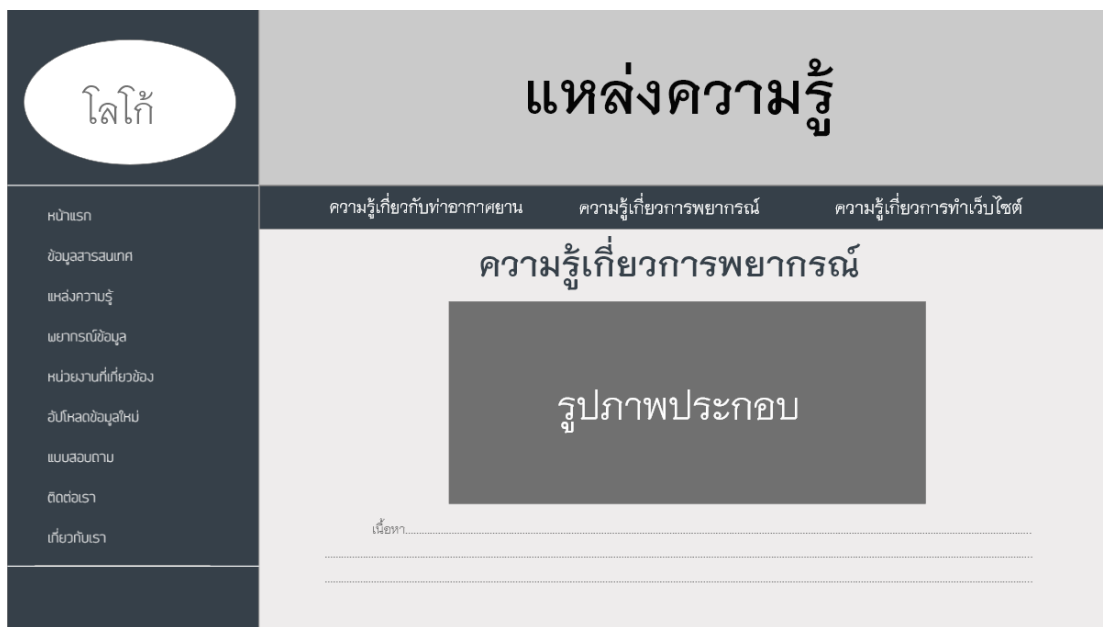 โลโก้
แหล่งความรู้
หน้าแรก
ข้อมูลสารสนเทศ
แหล่งความรู้
พยากรณ์ข้อมูล
หน่วยงานที่เกี่ยวข้อง
อัปโหลดข้อมูลใหม่
แบบสอบถาม
ติดต่อเรา
เกี่ยวกับเรา
ความรู้เกี่ยวกับท่าอากาศยาน ความรู้เกี่ยวการพยากรณ์ ความรู้เกี่ยวการทำเว็บไซต์
ความรู้เกี่ยวการพยากรณ์
รูปภาพประกอบ
เนื้อหา